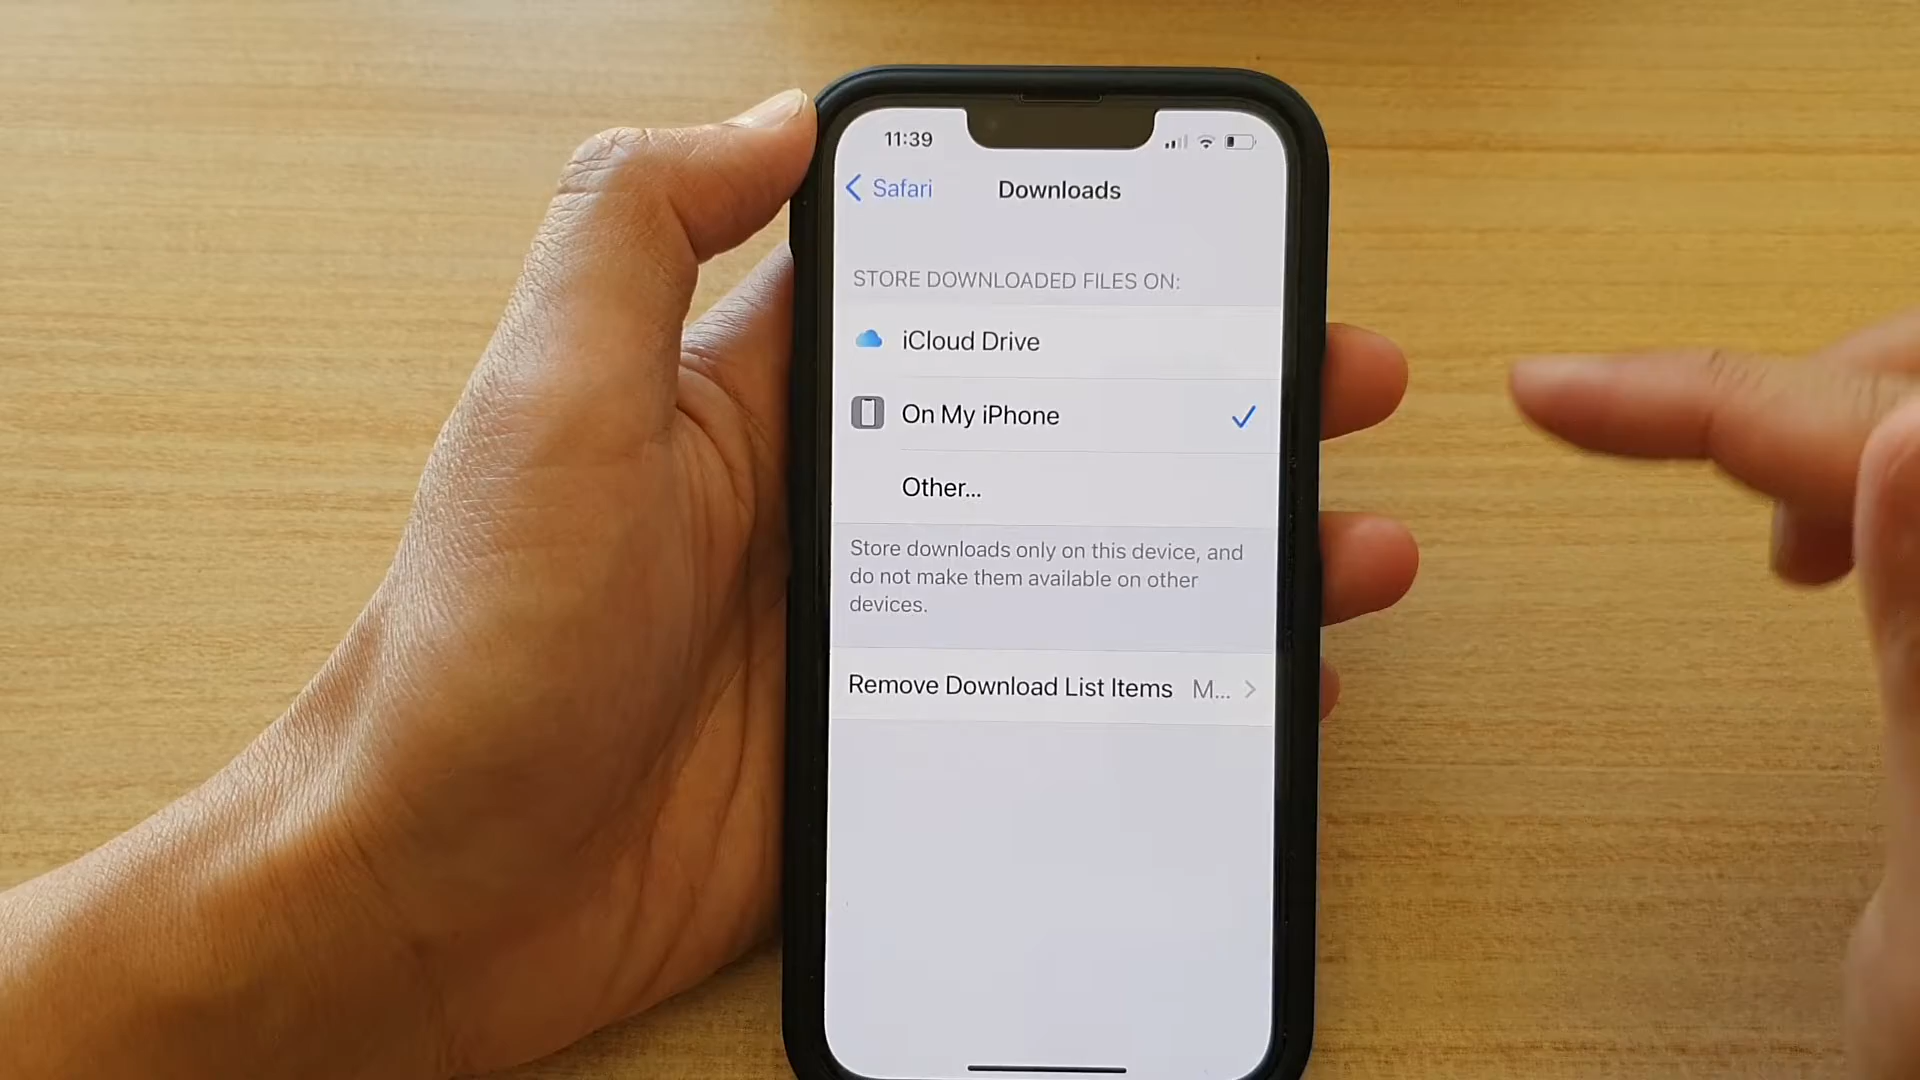 11:39
Safari
Downloads
STORE DOWNLOADED FILES ON:
iCloud Drive
On My iPhone
Other...
Store downloads only on this device, and
do not make them available on other
devices.
Remove Download List Items M...